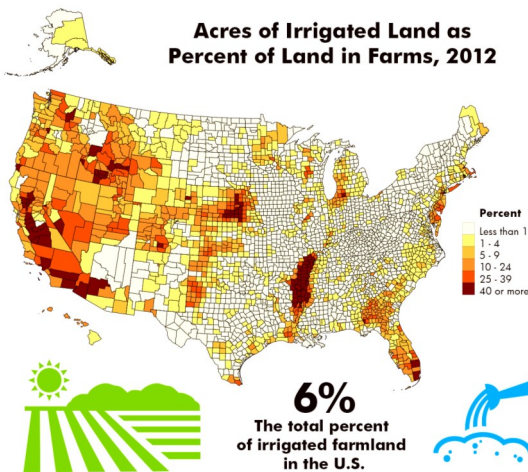 Acres of Irrigated Land as
Percent of Land in Farms, 2012
Percent
Less than 1
1 - 4
5 - 9
10 - 24
25 - 39
40 or more
6%
The total percent
of irrigated farmland
in the U.S.